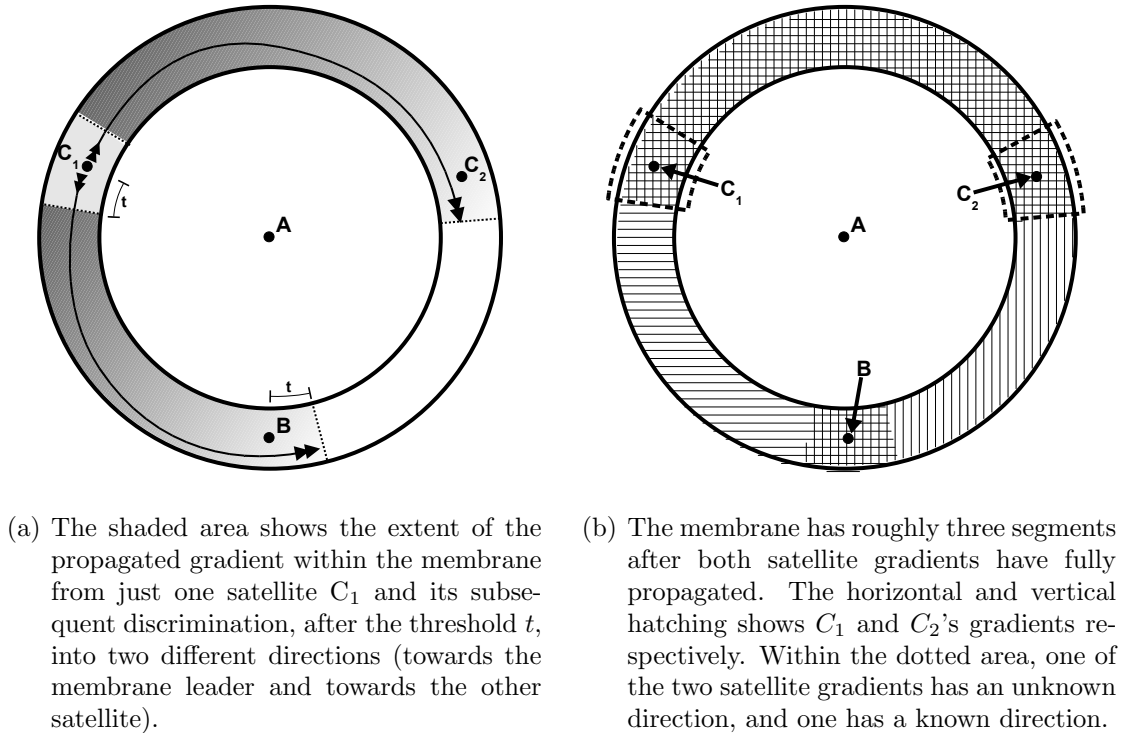 C1
t
A
C2
t
B
C1
A
C2
B
(a) The shaded area shows the extent of the
propagated gradient within the membrane
from just one satellite C1 and its subse-
quent discrimination, after the threshold t,
into two different directions (towards the
membrane leader and towards the other
satellite).
(b) The membrane has roughly three segments
after both satellite gradients have fully
propagated. The horizontal and vertical
hatching shows C1 and C2's gradients re-
spectively. Within the dotted area, one of
the two satellite gradients has an unknown
direction, and one has a known direction.